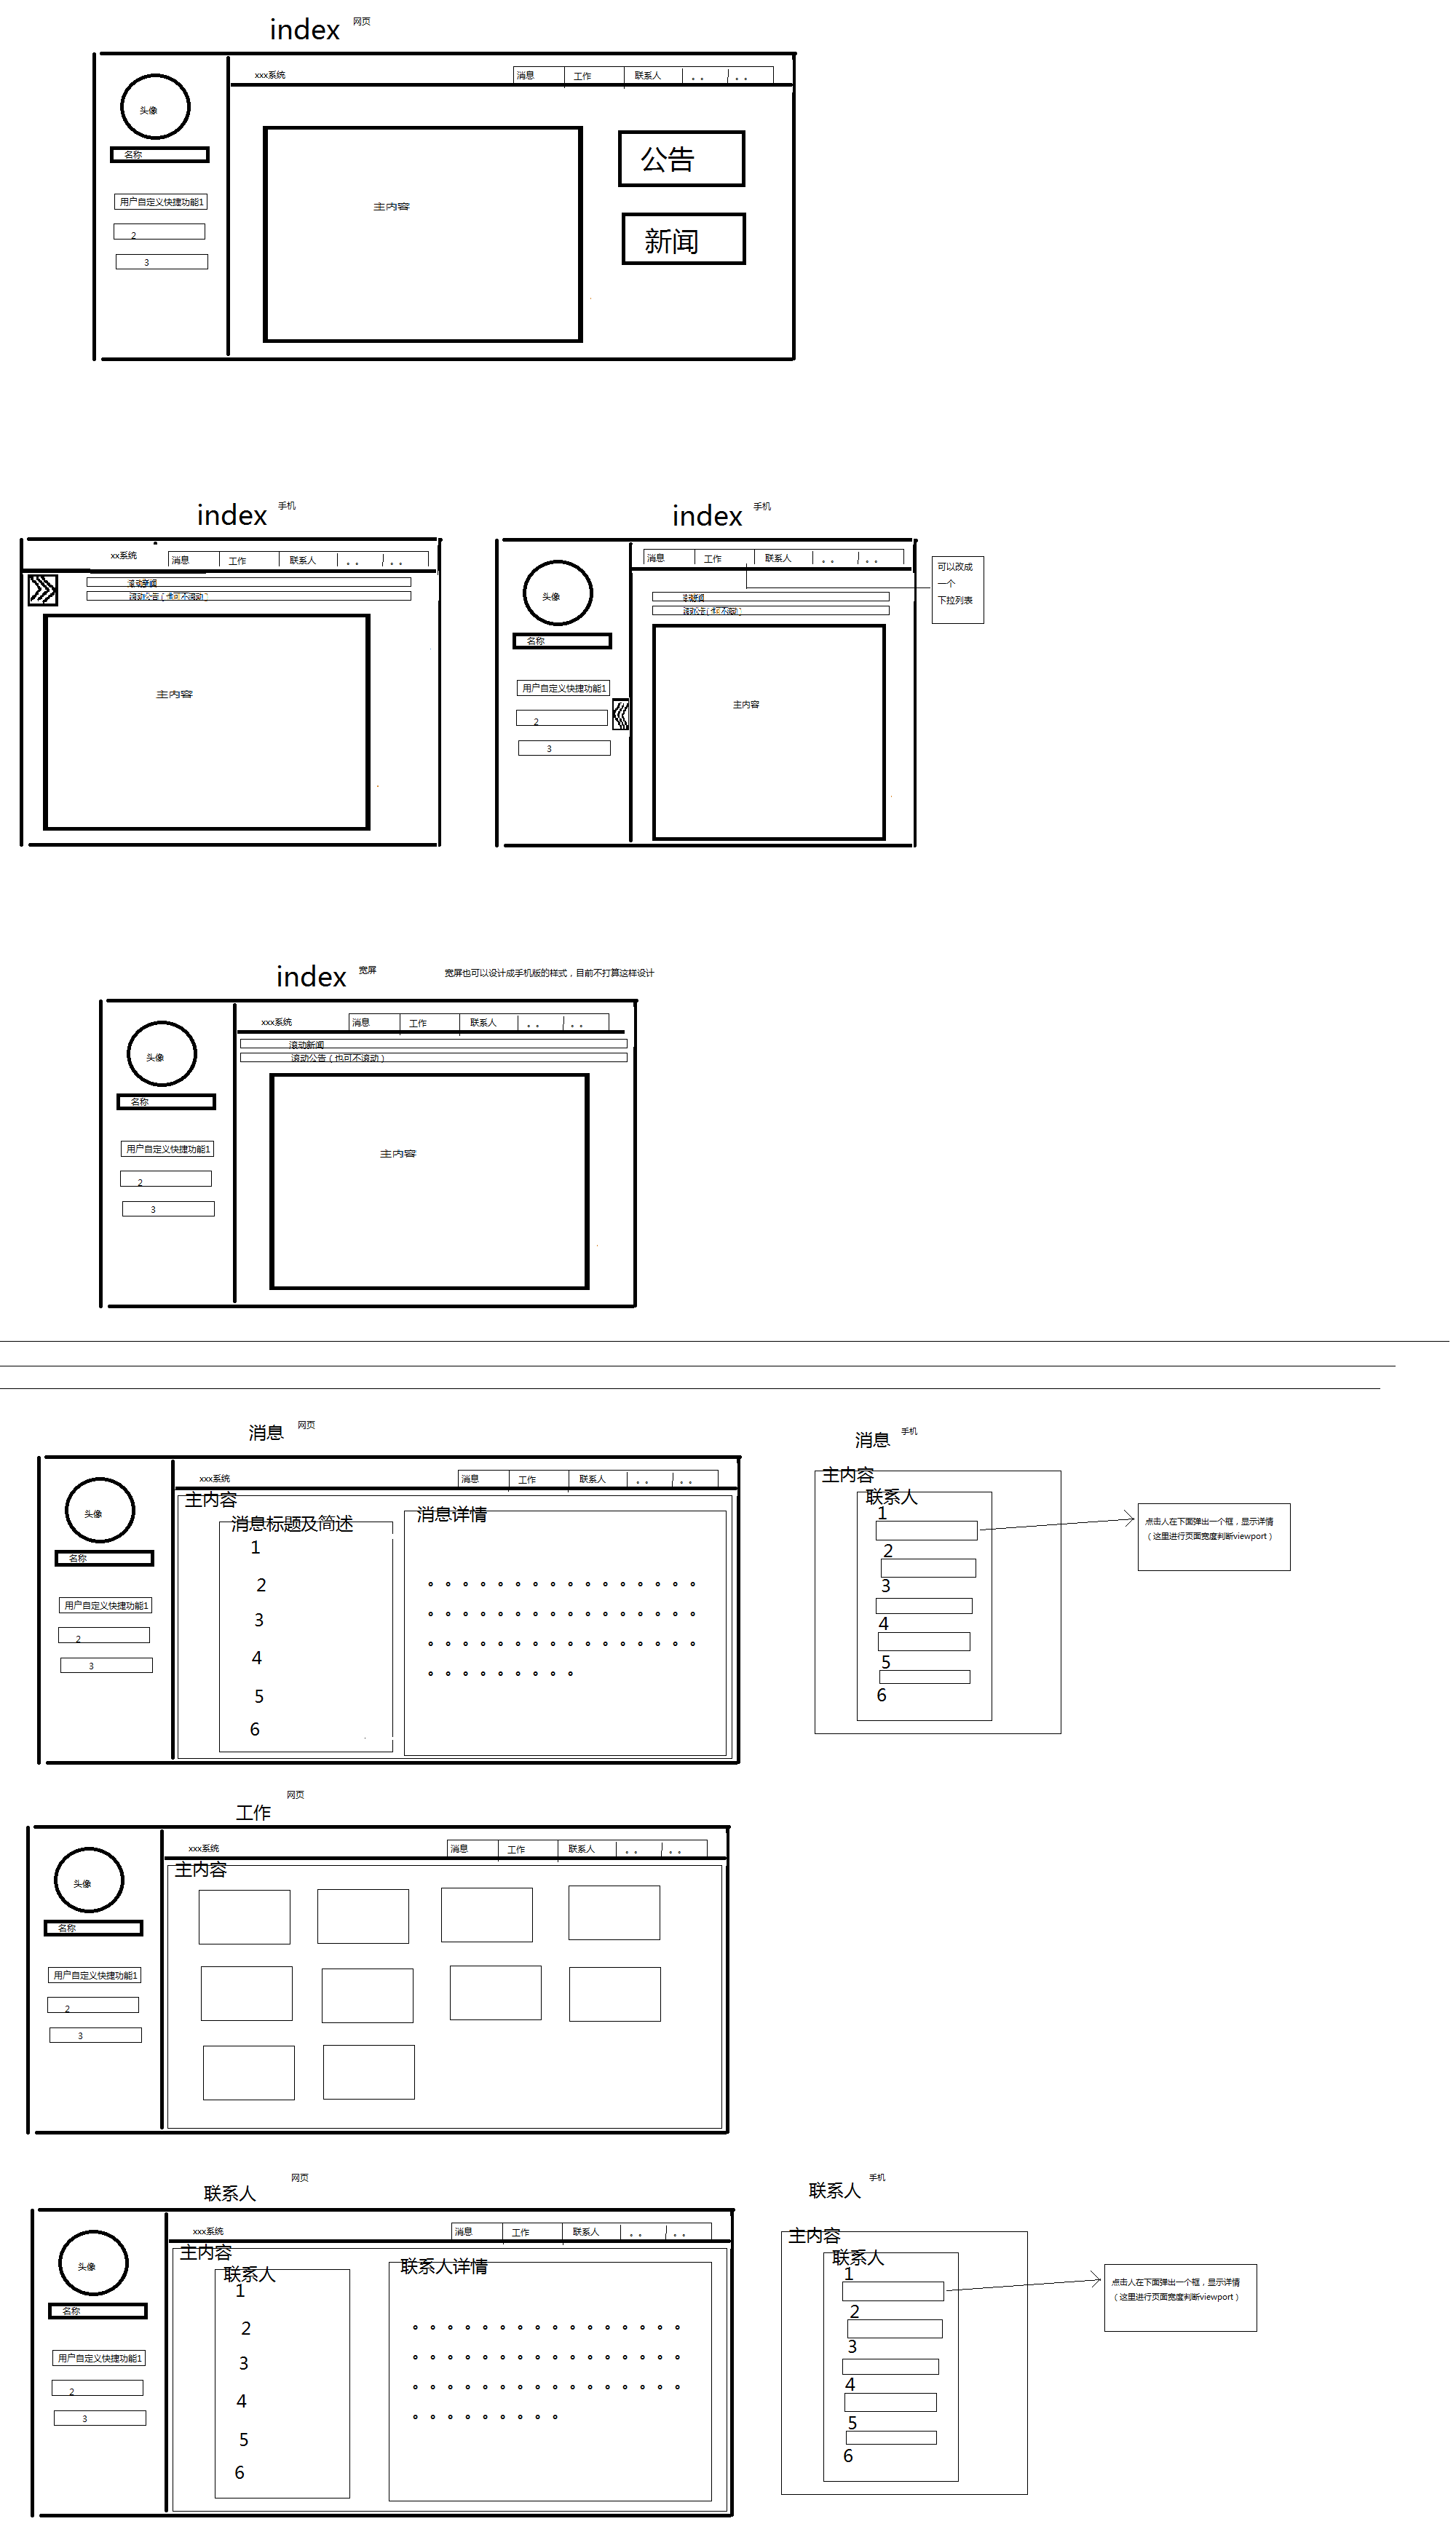 index 网页
xxx系统 消息 工作 联系人 。。 。。
头像
名称
用户自定义快捷功能1
2
3
主内容
公告
新闻
index 手机
xx系统 消息 工作 联系人 。。 。。
滚动新闻
滚动公告（也可不滚动）
主内容
index 手机
消息 工作 联系人 。。 。。
头像
名称
用户自定义快捷功能1
2
3
主内容
可以改成
一个
下拉列表
index 宽屏 宽屏也可以设计成手机版的样式，目前不打算这样设计
xxx系统 消息 工作 联系人 。。 。。
滚动新闻
滚动公告（也可不滚动）
头像
名称
用户自定义快捷功能1
2
3
主内容
消息 网页
xxx系统 消息 工作 联系人 。。 。。
头像
名称
用户自定义快捷功能1
2
3
主内容
消息标题及简述
1
2
3
4
5
6
消息详情
。。。。。。。。。。。。。。。。
。。。。。。。。。。。。。。。。
。。。。。。。。。。。。。。。。
。。。。。。。。。
消息 手机
主内容
联系人
1
2
3
4
5
6
点击人在下面弹出一个框，显示详情
（这里进行页面宽度判断viewport）
工作 网页
xxx系统 消息 工作 联系人 。。 。。
头像
名称
用户自定义快捷功能1
2
3
主内容
联系人 网页
xxx系统 消息 工作 联系人 。。 。。
头像
名称
用户自定义快捷功能1
2
3
主内容
联系人
1
2
3
4
5
6
联系人详情
。。。。。。。。。。。。。。。。
。。。。。。。。。。。。。。。。
。。。。。。。。。。。。。。。。
。。。。。。。。。
联系人 手机
主内容
联系人
1
2
3
4
5
6
点击人在下面弹出一个框，显示详情
（这里进行页面宽度判断viewport）